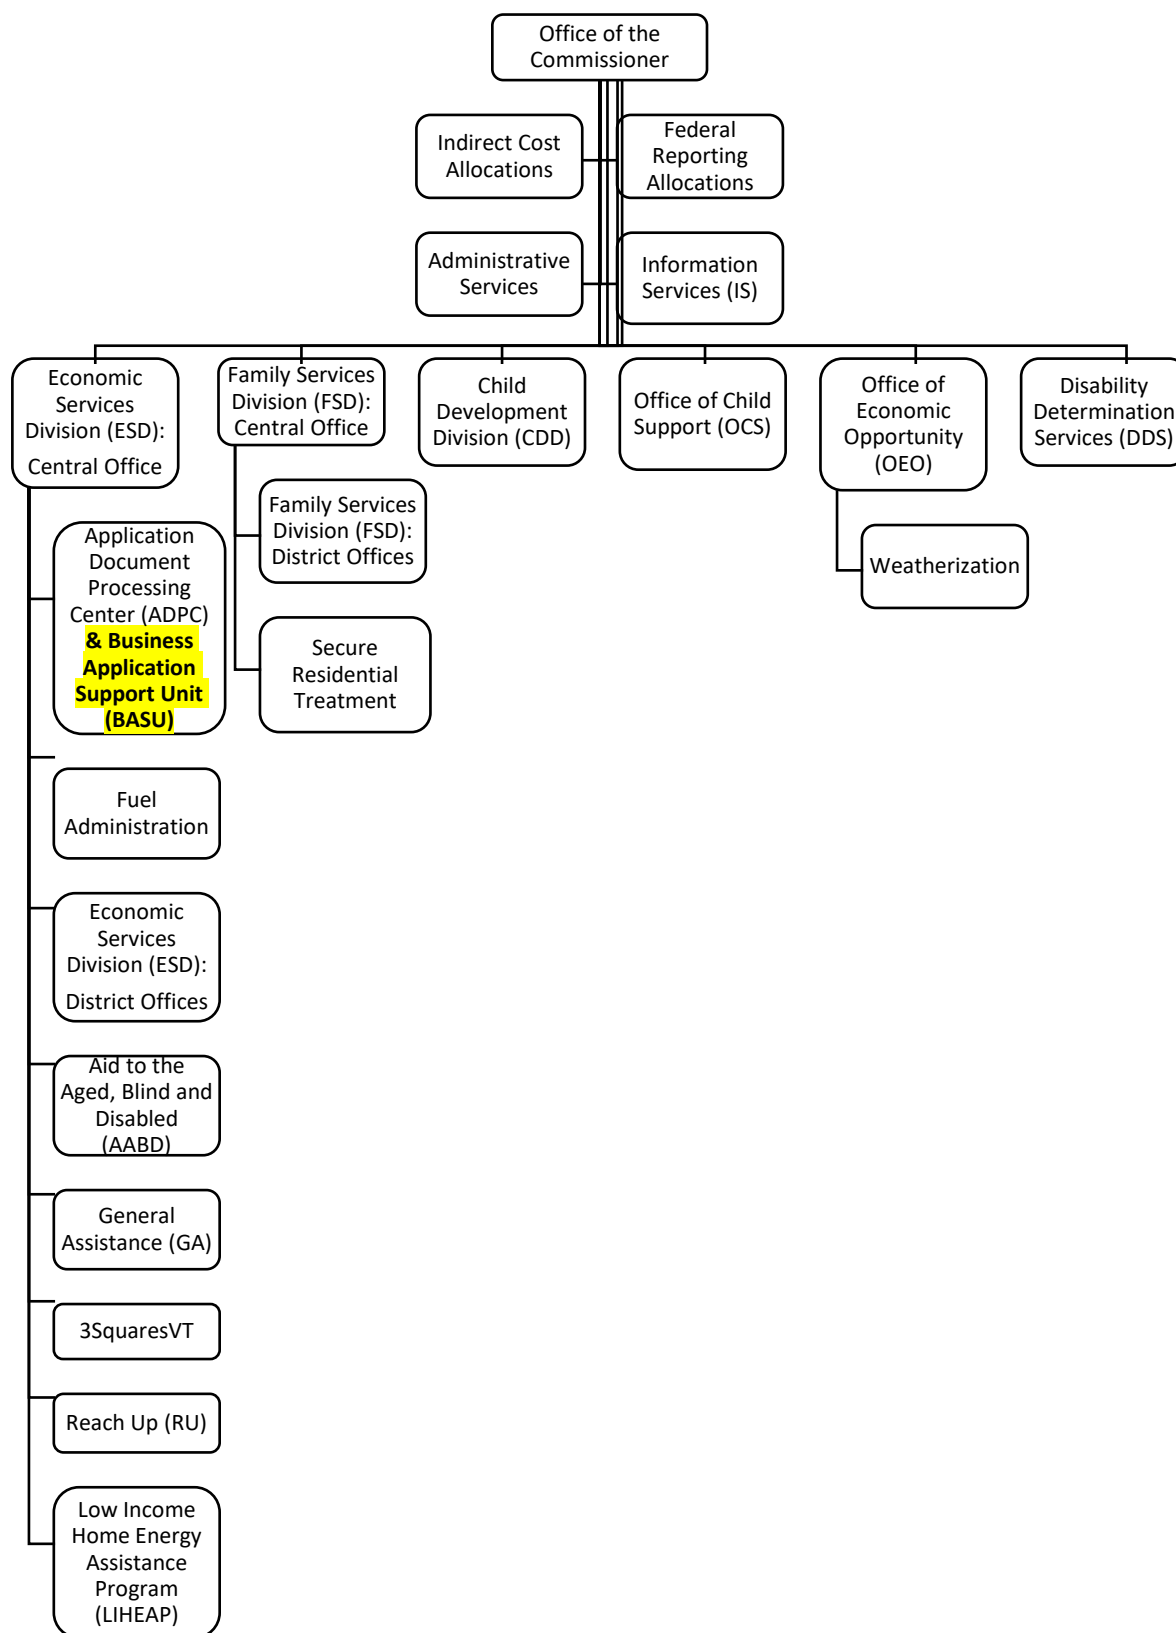 Office of the
Commissioner
Indirect Cost
Allocations
Federal
Reporting
Allocations
Administrative
Services
Information
Services (IS)
Economic
Services
Division (ESD):
Central Office
Family Services
Division (FSD):
Central Office
Child
Development
Division (CDD)
Office of Child
Support (OCS)
Office of
Economic
Opportunity
(OEO)
Disability
Determination
Services (DDS)
Application
Document
Processing
Center (ADPC)
& Business
Application
Support Unit
(BASU)
Family Services
Division (FSD):
District Offices
Weatherization
Secure
Residential
Treatment
Fuel
Administration
Economic
Services
Division (ESD):
District Offices
Aid to the
Aged, Blind and
Disabled
(AABD)
General
Assistance (GA)
3SquaresVT
Reach Up (RU)
Low Income
Home Energy
Assistance
Program
(LIHEAP)